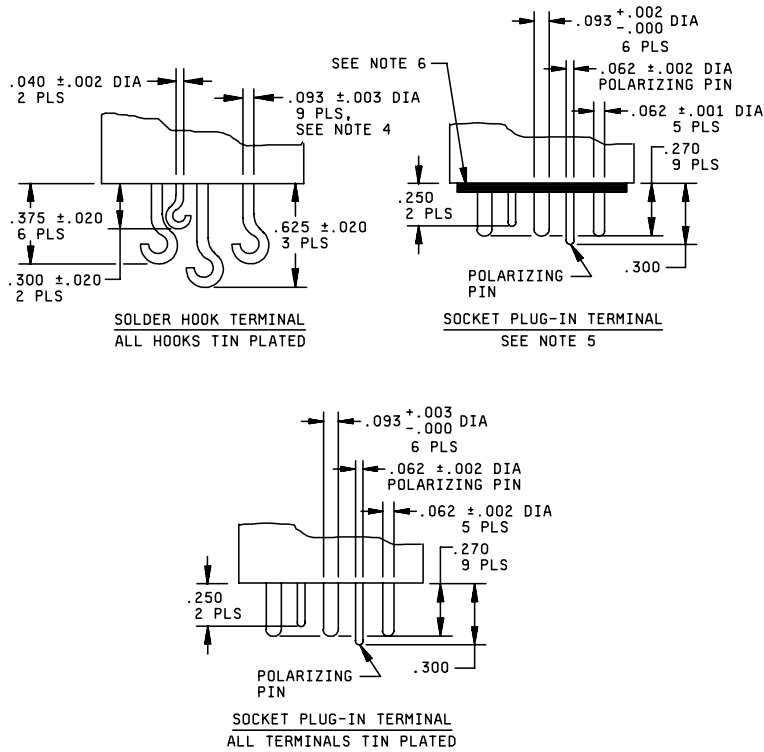 .040 ±.002 DIA
2 PLS
.093 ±.003 DIA
9 PLS,
SEE NOTE 4
.375 ±.020
6 PLS
.300 ±.020
2 PLS
.625 ±.020
3 PLS
SOLDER HOOK TERMINAL
ALL HOOKS TIN PLATED
.093 +.002 -.000 DIA
6 PLS
SEE NOTE 6
.062 ±.002 DIA
POLARIZING PIN
.062 ±.001 DIA
5 PLS
.270
9 PLS
.250
2 PLS
.300
POLARIZING
PIN
SOCKET PLUG-IN TERMINAL
SEE NOTE 5
.093 +.003 -.000 DIA
6 PLS
.062 ±.002 DIA
POLARIZING PIN
.062 ±.002 DIA
5 PLS
.270
9 PLS
.250
2 PLS
.300
POLARIZING
PIN
SOCKET PLUG-IN TERMINAL
ALL TERMINALS TIN PLATED